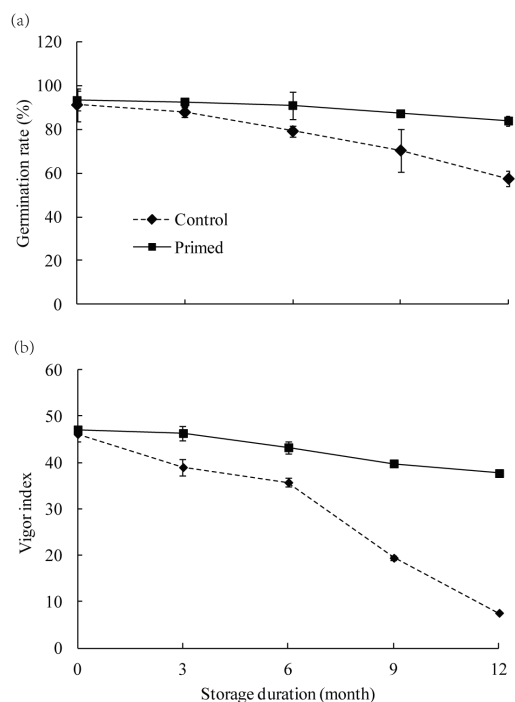 (a)
120
100
80
60
40
20
0
Germination rate (%)
Control
Primed
(b)
60
50
40
30
20
10
0
Vigor index
0 3 6 9 12
Storage duration (month)